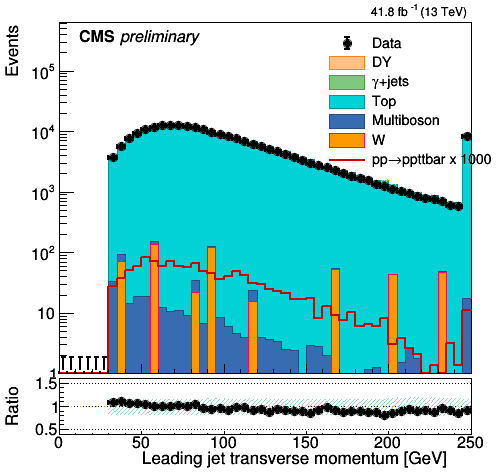 41.8 fb⁻¹ (13 TeV)
CMS preliminary
Events
Data
DY
γ+jets
Top
Multiboson
W
pp→ppttbar x 1000
10⁵
10⁴
10³
10²
10
1
1.5
1
0.5
Ratio
0 50 100 150 200 250
Leading jet transverse momentum [GeV]